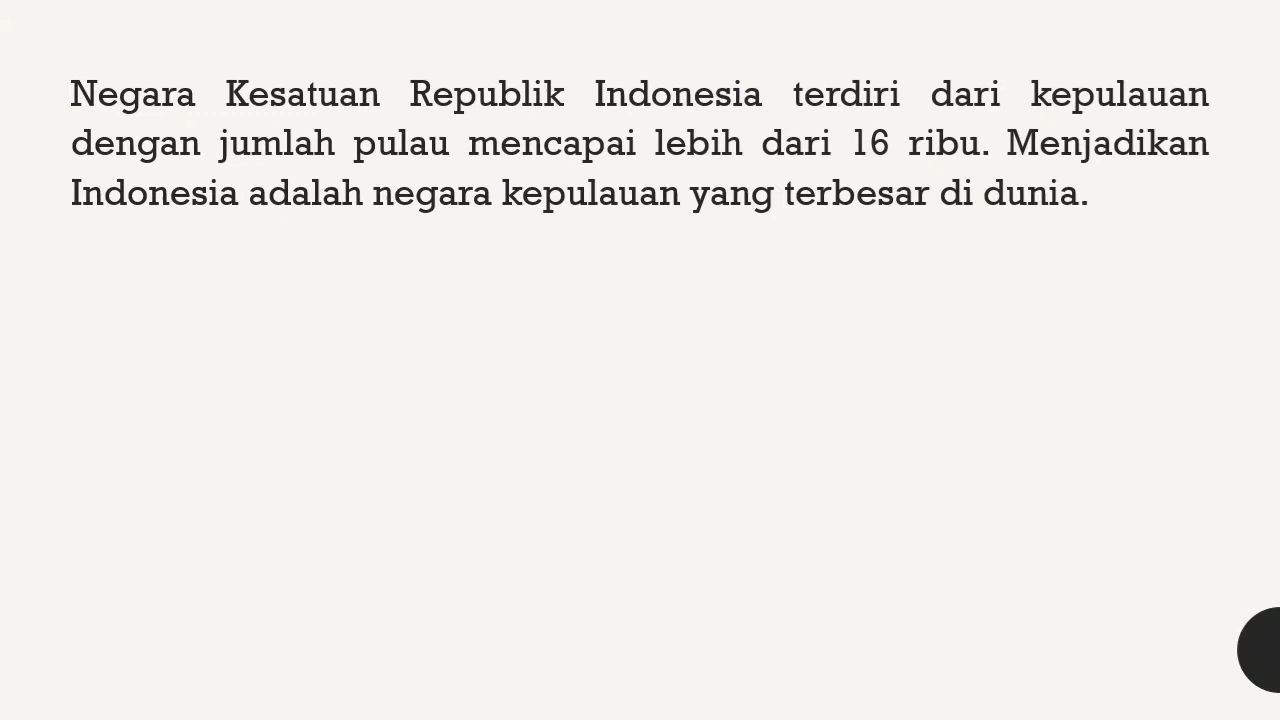 Negara Kesatuan Republik Indonesia terdiri dari kepulauan
dengan jumlah pulau mencapai lebih dari 16 ribu. Menjadikan
Indonesia adalah negara kepulauan yang terbesar di dunia.